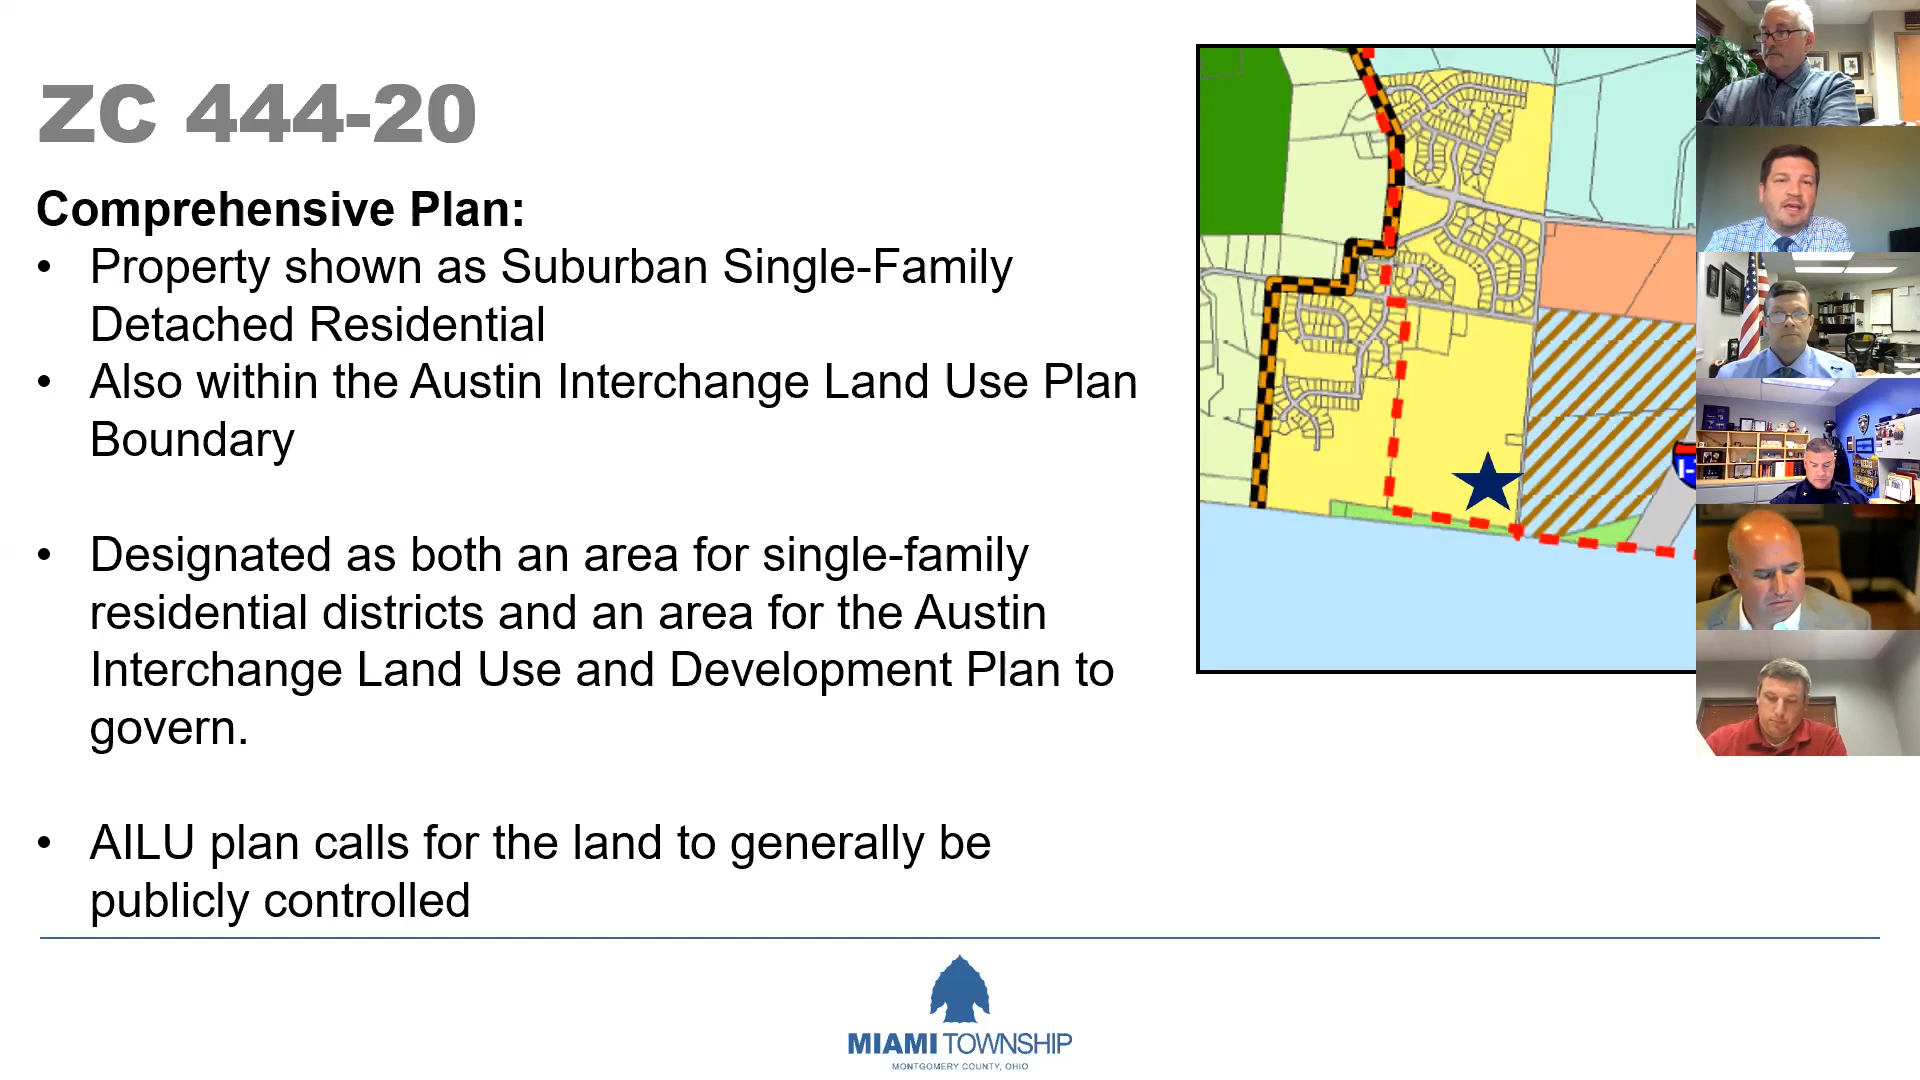 ZC 444-20
Comprehensive Plan:
• Property shown as Suburban Single-Family
Detached Residential
• Also within the Austin Interchange Land Use Plan
Boundary
• Designated as both an area for single-family
residential districts and an area for the Austin
Interchange Land Use and Development Plan to
govern.
• AILU plan calls for the land to generally be
publicly controlled
I-
MIAMI TOWNSHIP
MONTGOMERY COUNTY, OHIO